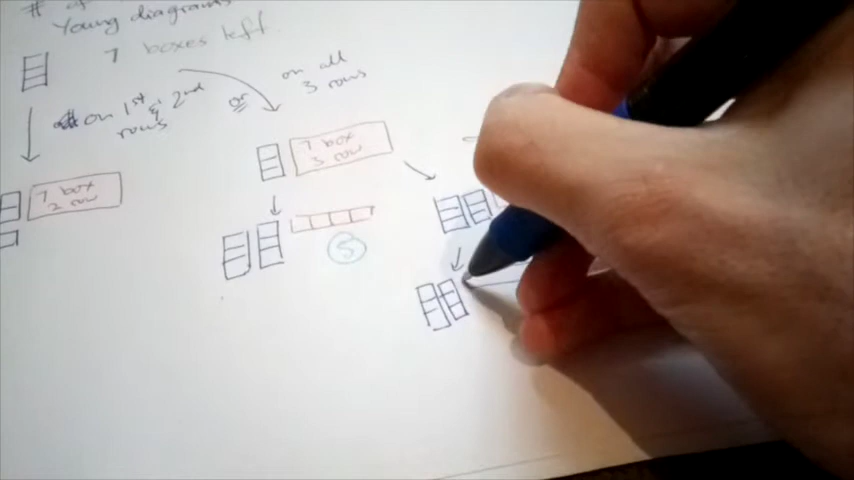 # of
Young diagrams
7 boxes left
on 1st & 2nd
rows
or
on all
3 rows
7 box
2 row
7 box
3 row
5